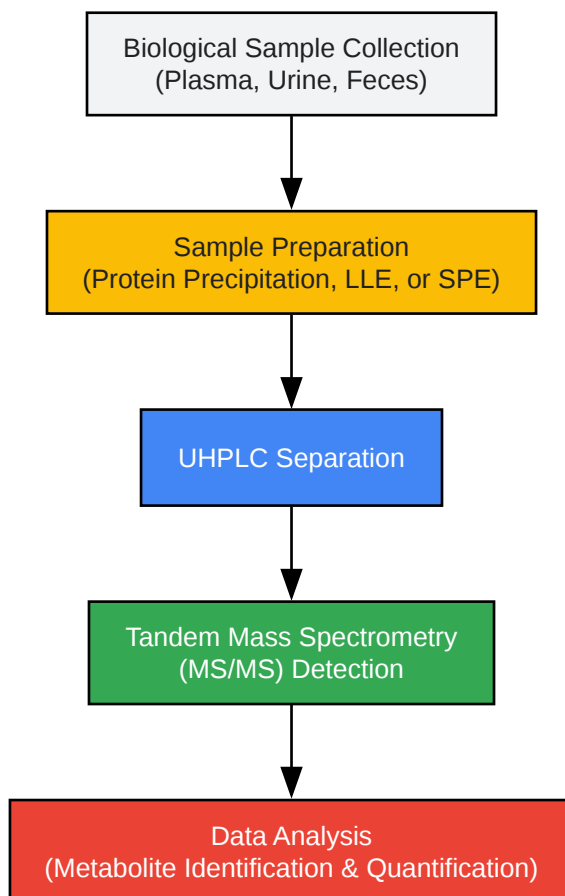 Biological Sample Collection
(Plasma, Urine, Feces)
Sample Preparation
(Protein Precipitation, LLE, or SPE)
UHPLC Separation
Tandem Mass Spectrometry
(MS/MS) Detection
Data Analysis
(Metabolite Identification & Quantification)